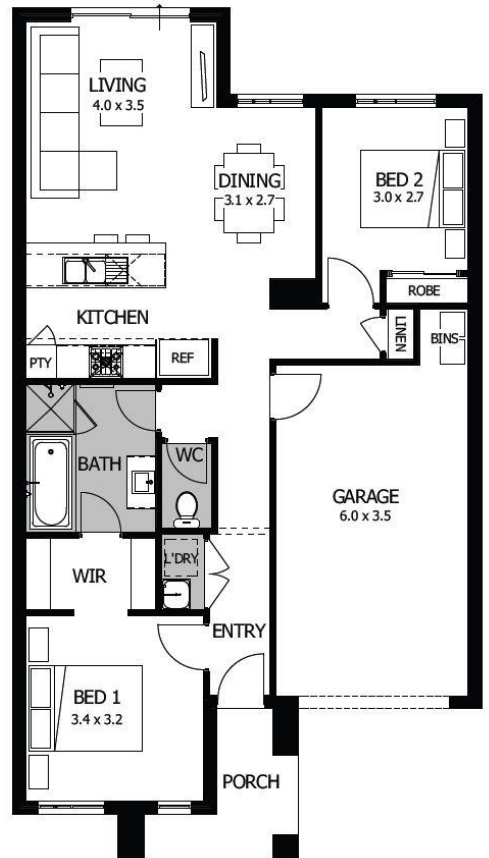 LIVING
4.0 x 3.5
DINING
3.1 x 2.7
BED 2
3.0 x 2.7
ROBE
KITCHEN
LINEN
BINS
PTY
REF
BATH
WC
GARAGE
6.0 x 3.5
L'DRY
WIR
ENTRY
BED 1
3.4 x 3.2
PORCH